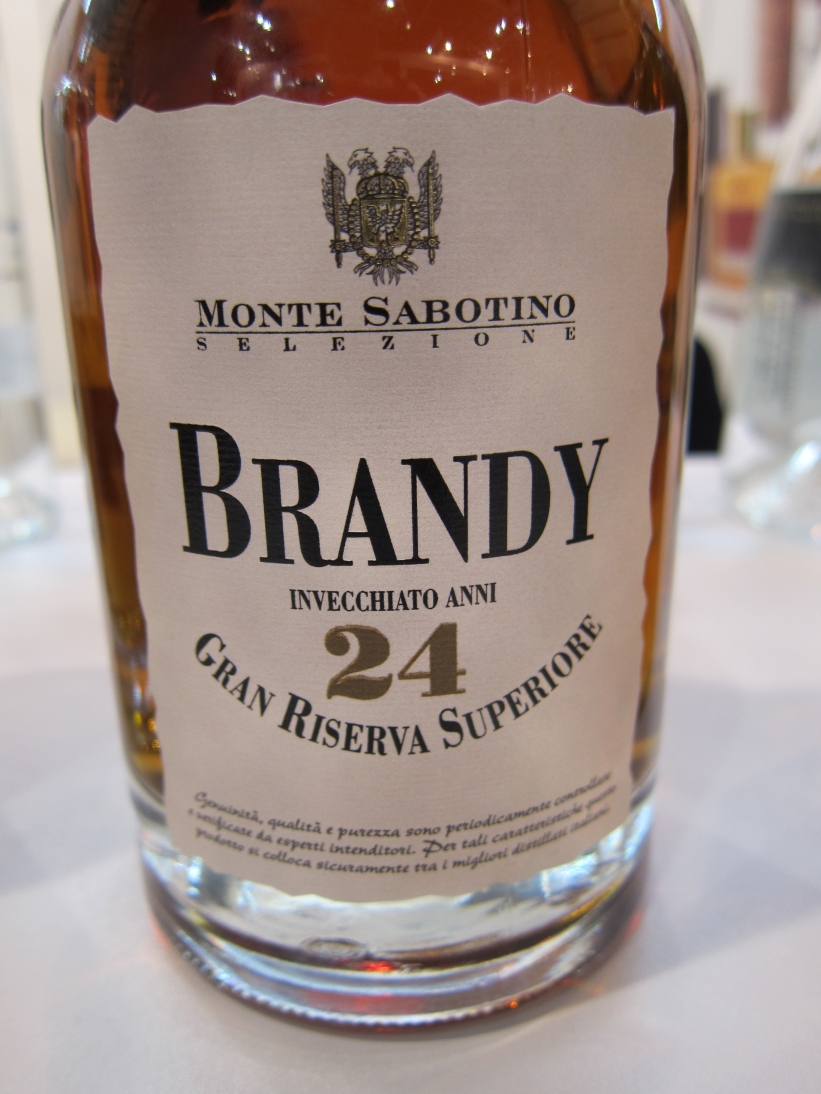 MONTE SABOTINO
SELEZIONE
BRANDY
INVECCHIATO ANNI
24
GRAN RISERVA SUPERIORE
Genuinità, qualità e purezza sono periodicamente controllate
e verificate da esperti intenditori. Per tali caratteristiche questo
prodotto si colloca sicuramente tra i migliori distillati italiani.